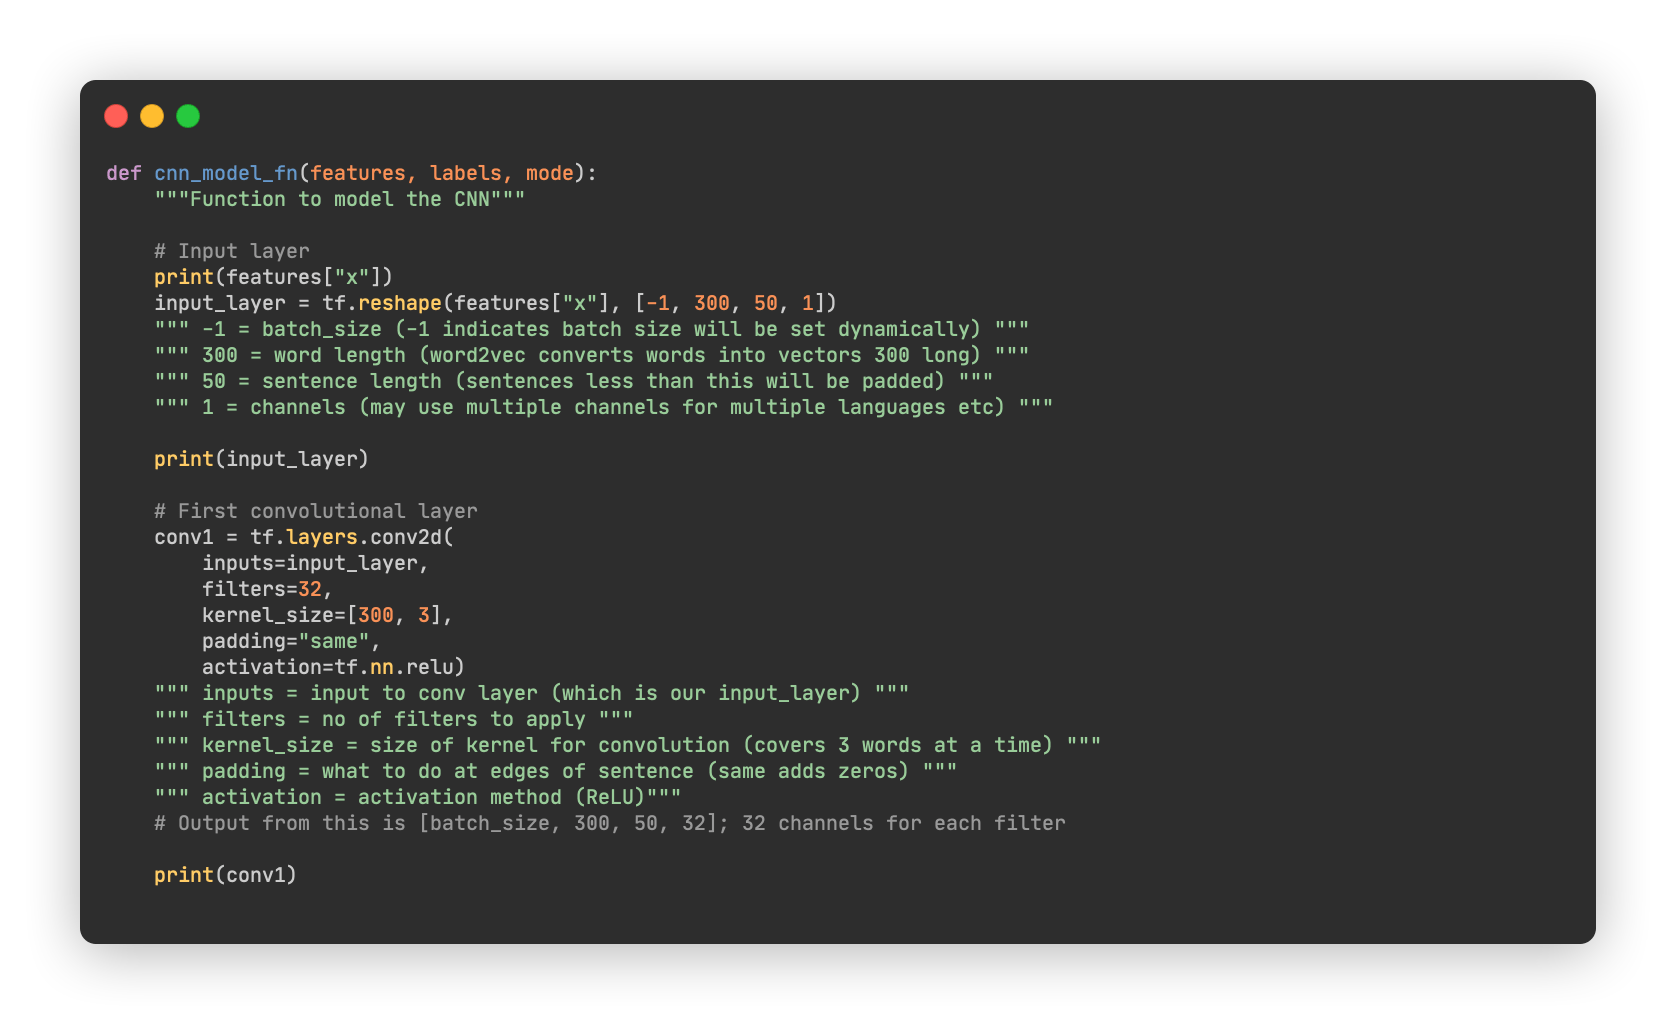 def cnn_model_fn(features, labels, mode):
    """Function to model the CNN"""

    # Input layer
    print(features["x"])
    input_layer = tf.reshape(features["x"], [-1, 300, 50, 1])
    """ -1 = batch_size (-1 indicates batch size will be set dynamically) """
    """ 300 = word length (word2vec converts words into vectors 300 long) """
    """ 50 = sentence length (sentences less than this will be padded) """
    """ 1 = channels (may use multiple channels for multiple languages etc) """

    print(input_layer)

    # First convolutional layer
    conv1 = tf.layers.conv2d(
        inputs=input_layer,
        filters=32,
        kernel_size=[300, 3],
        padding="same",
        activation=tf.nn.relu)
    """ inputs = input to conv layer (which is our input_layer) """
    """ filters = no of filters to apply """
    """ kernel_size = size of kernel for convolution (covers 3 words at a time) """
    """ padding = what to do at edges of sentence (same adds zeros) """
    """ activation = activation method (ReLU)"""
    # Output from this is [batch_size, 300, 50, 32]; 32 channels for each filter

    print(conv1)